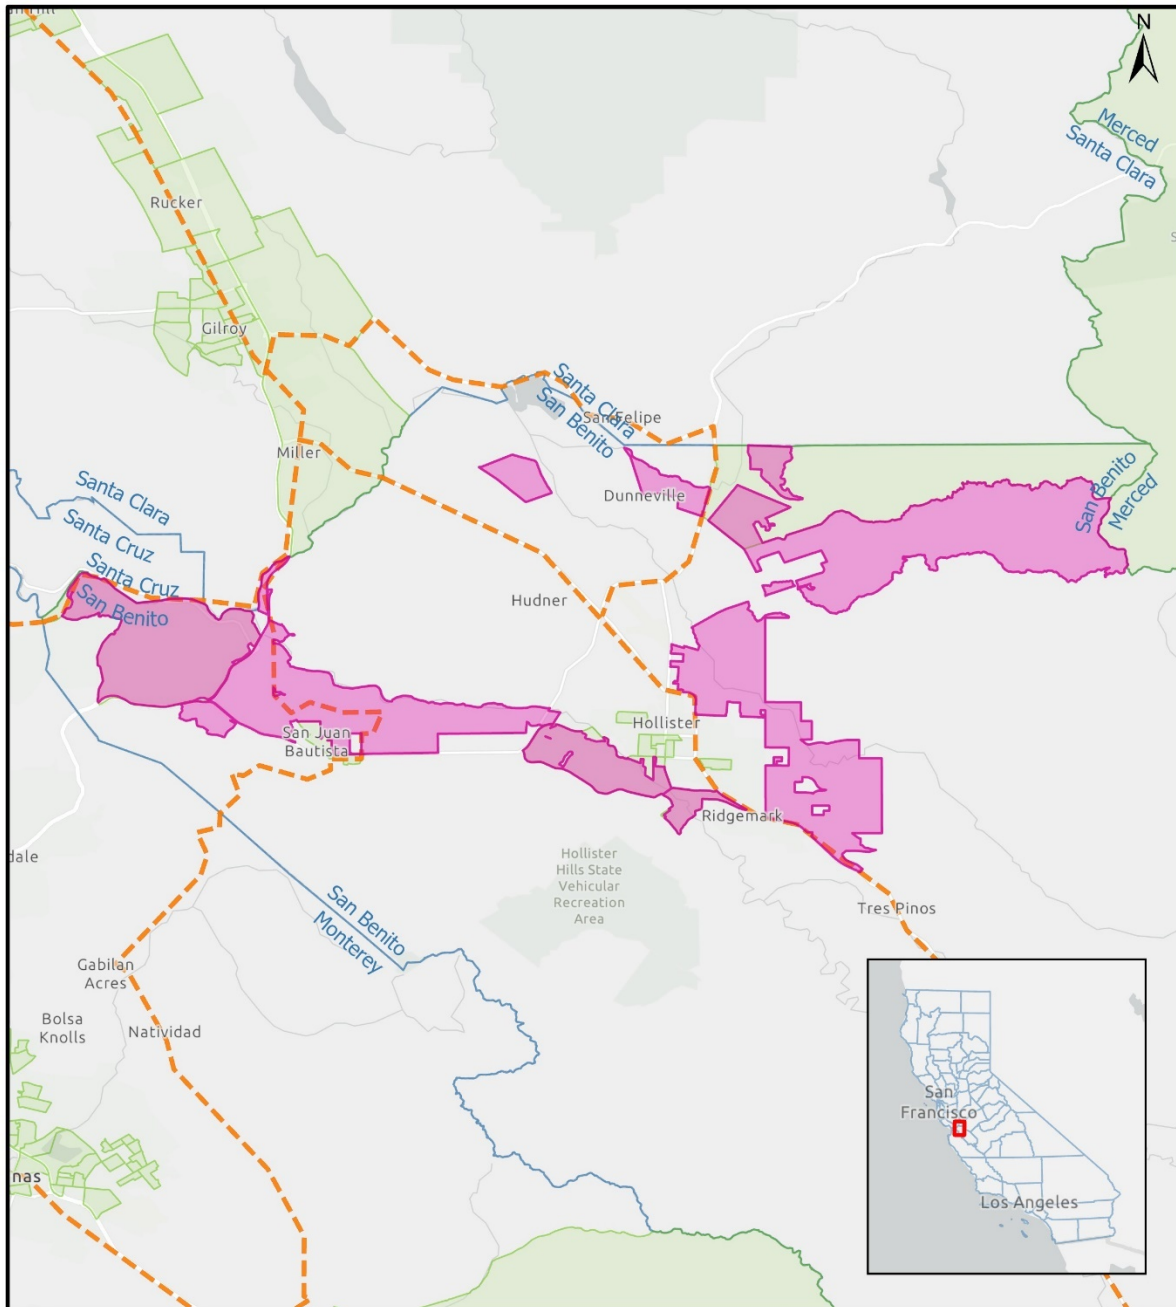 N
Merced
Santa Clara
Rucker
Gilroy
Santa Clara
San Benito
San Felipe
Miller
Dunneville
San Benito
Merced
Santa Clara
Santa Cruz
Santa Cruz
San Benito
Hudner
San Juan
Bautista
Hollister
Ridgemark
Hollister
Hills State
Vehicular
Recreation
Area
Tres Pinos
San Benito
Monterey
Gabilan
Acres
Bolsa
Knolls
Natividad
nas
San
Francisco
Los Angeles